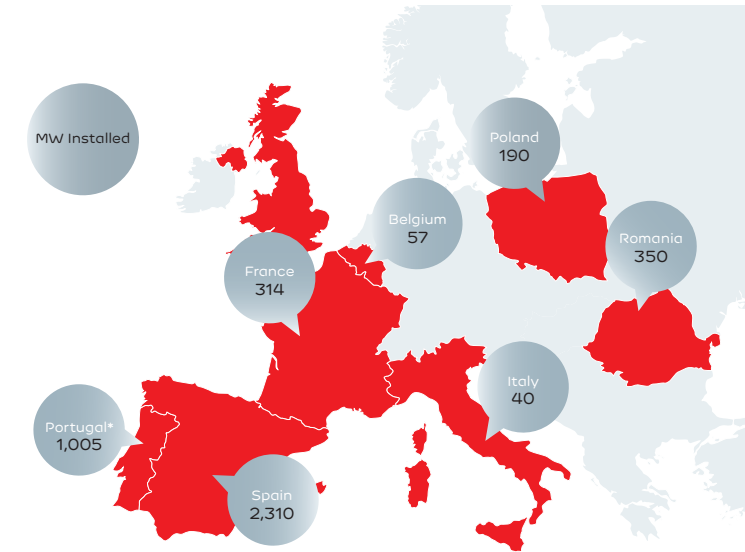 MW Installed
Poland
190
Belgium
57
Romania
350
France
314
Italy
40
Portugal*
1,005
Spain
2,310